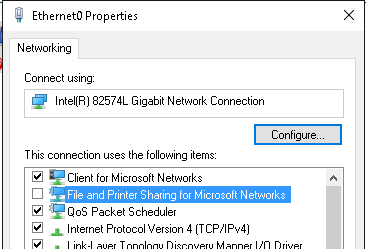 Ethernet0 Properties
Networking
Connect using:
Intel(R) 82574L Gigabit Network Connection
Configure...
This connection uses the following items:
Client for Microsoft Networks
File and Printer Sharing for Microsoft Networks
QoS Packet Scheduler
Internet Protocol Version 4 (TCP/IPv4)
Link-Layer Topology Discovery Mapper I/O Driver